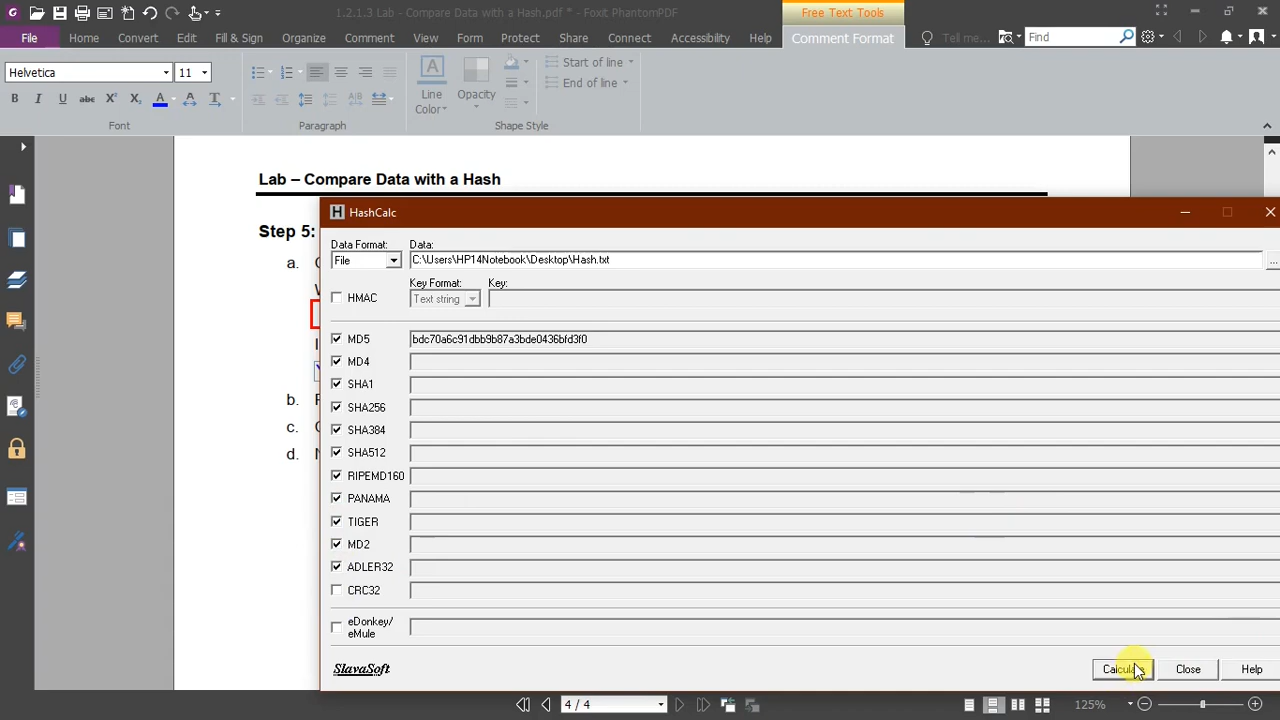 1.2.1.3 Lab - Compare Data with a Hash.pdf * - Foxit PhantomPDF
Free Text Tools
File Home Convert Edit Fill & Sign Organize Comment View Form Protect Share Connect Accessibility Help Comment Format Tell me... Find
Helvetica 11 Line Color Opacity Start of line
End of line
Font Paragraph Shape Style
Lab – Compare Data with a Hash
Step 5:
a.
b.
c.
d.
HashCalc
Data Format: Data:
File C:\Users\HP14Notebook\Desktop\Hash.txt ...
Key Format: Key:
HMAC Text string
MD5 bdc70a6c91dbb9b87a3bde0436bfd3f0
MD4
SHA1
SHA256
SHA384
SHA512
RIPEMD160
PANAMA
TIGER
MD2
ADLER32
CRC32
eDonkey/
eMule
SlavaSoft Calculate Close Help
4 / 4 125%